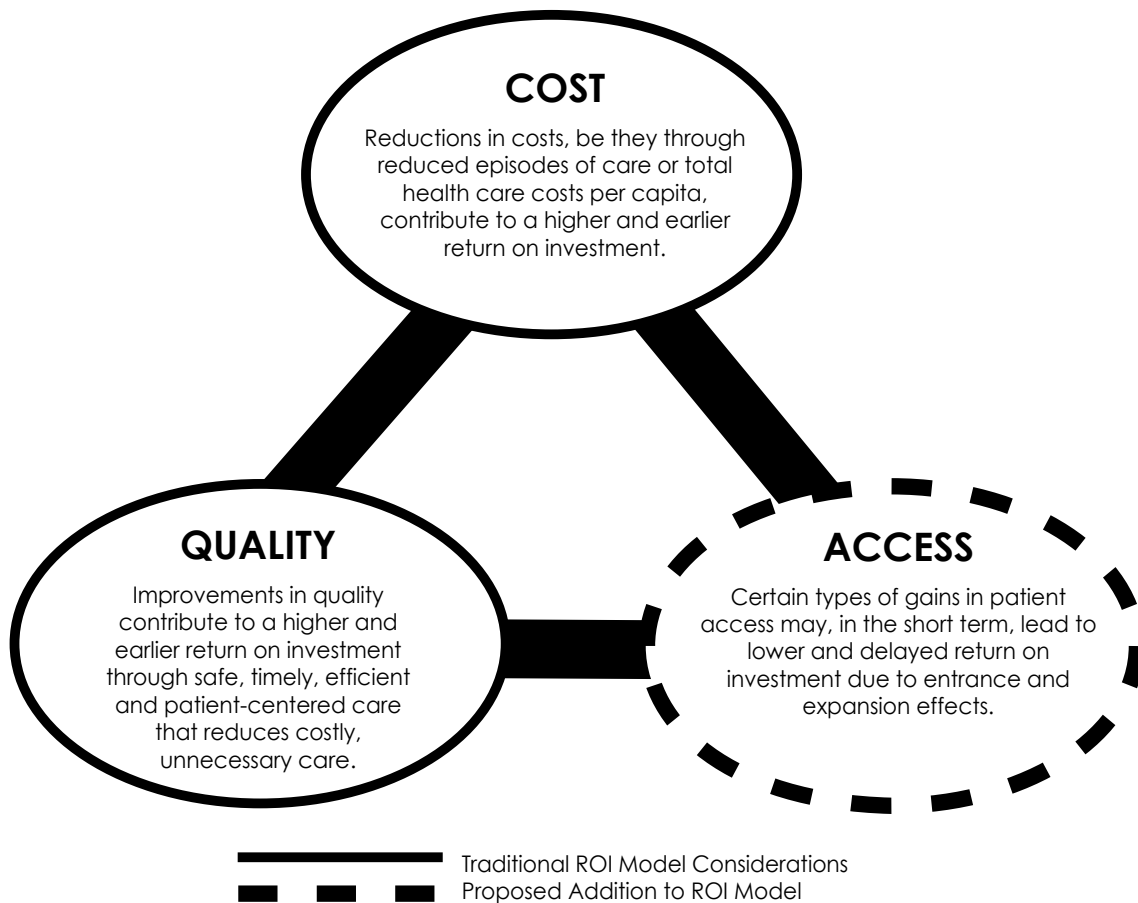 COST
Reductions in costs, be they through
reduced episodes of care or total
health care costs per capita,
contribute to a higher and earlier
return on investment.
QUALITY
Improvements in quality
contribute to a higher and
earlier return on investment
through safe, timely, efficient
and patient-centered care
that reduces costly,
unnecessary care.
ACCESS
Certain types of gains in patient
access may, in the short term, lead to
lower and delayed return on
investment due to entrance and
expansion effects.
Traditional ROI Model Considerations
Proposed Addition to ROI Model